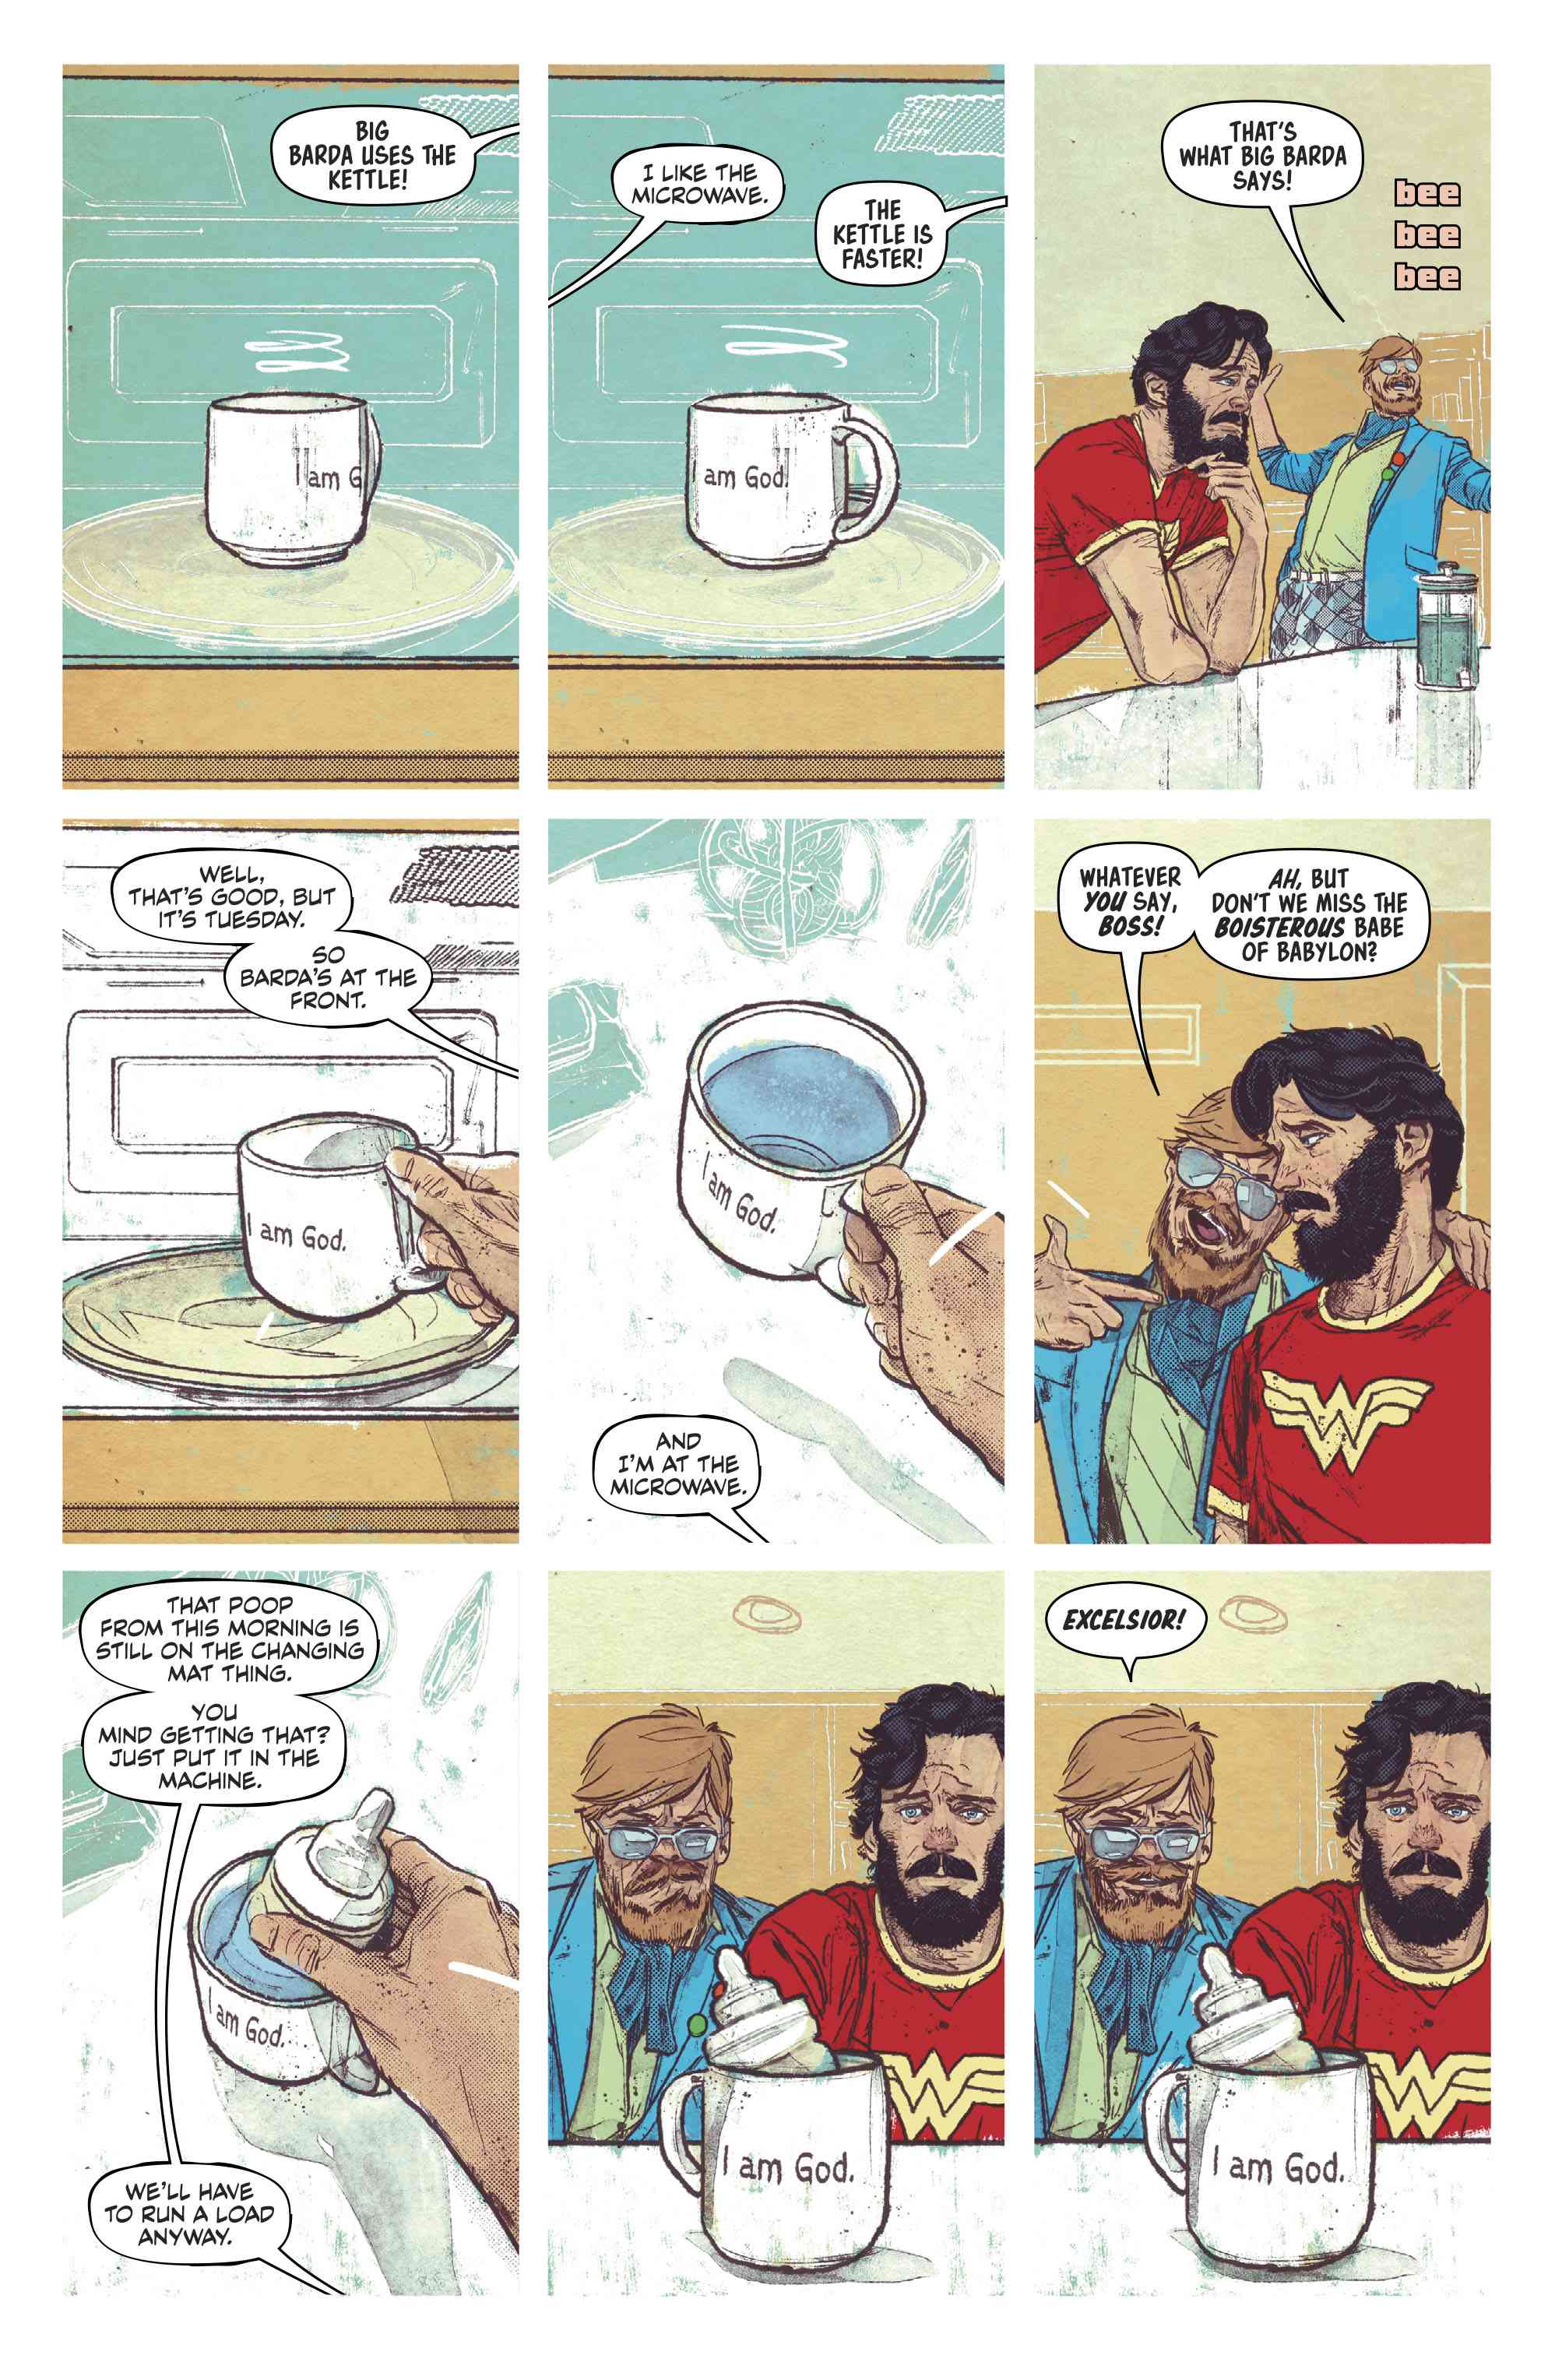 BIG
BARDA USES THE
KETTLE!
I am G
I LIKE THE
MICROWAVE.
THE
KETTLE IS
FASTER!
I am God.
THAT'S
WHAT BIG BARDA
SAYS!
bee
bee
bee
WELL,
THAT'S GOOD, BUT
IT'S TUESDAY.
SO
BARDA'S AT THE
FRONT.
I am God.
I am God.
AND
I'M AT THE
MICROWAVE.
WHATEVER
YOU SAY,
BOSS!
AH, BUT
DON'T WE MISS THE
BOISTEROUS BABE
OF BABYLON?
W
THAT POOP
FROM THIS MORNING IS
STILL ON THE CHANGING
MAT THING.
YOU
MIND GETTING THAT?
JUST PUT IT IN THE
MACHINE.
I am God.
WE'LL HAVE
TO RUN A LOAD
ANYWAY.
W
I am God.
EXCELSIOR!
W
I am God.